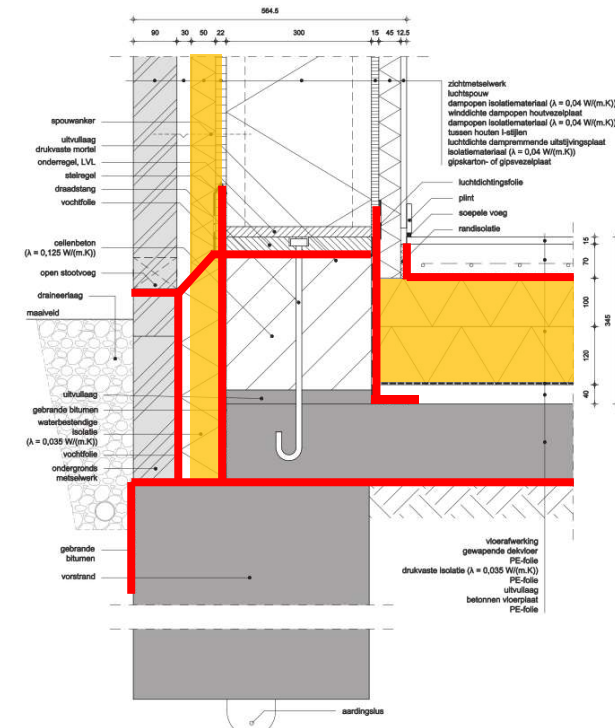 564.5
90
30
50
22
300
15
45
12.5
zichtmetselwerk
luchtspouw
dampopen isolatiemateriaal (λ = 0,04 W/(m.K)
winddichte dampopen houtvezelplaat
dampopen isolatiemateriaal (λ = 0,04 W/(m.K)
tussen houten I-stijlen
luchtdichte dampremmende uitstijvingsplaat
isolatiemateriaal (λ = 0,04 W/(m.K)
gipskarton- of gipsvezelplaat
spouwanker
uitvullaag
drukvaste mortel
onderregel, LVL
stelregel
draadstang
vochtfolie
cellenbeton
(λ = 0,125 W/(m.K)
open stootvoeg
draineerlaag
maaiveld
luchtdichtingsfolie
plint
soepele voeg
randisolatie
15
70
100
120
40
345
uitvullaag
gebrande bitumen
waterbestendige
isolatie
(λ = 0,035 W/(m.K)
vochtfolie
ondergronds
metselwerk
gebrande
bitumen
vorstrand
vloerafwerking
gewapende dekvloer
PE-folie
drukvaste isolatie (λ = 0,035 W/(m.K))
PE-folie
uitvullaag
betonnen vloerplaat
PE-folie
aardingslus